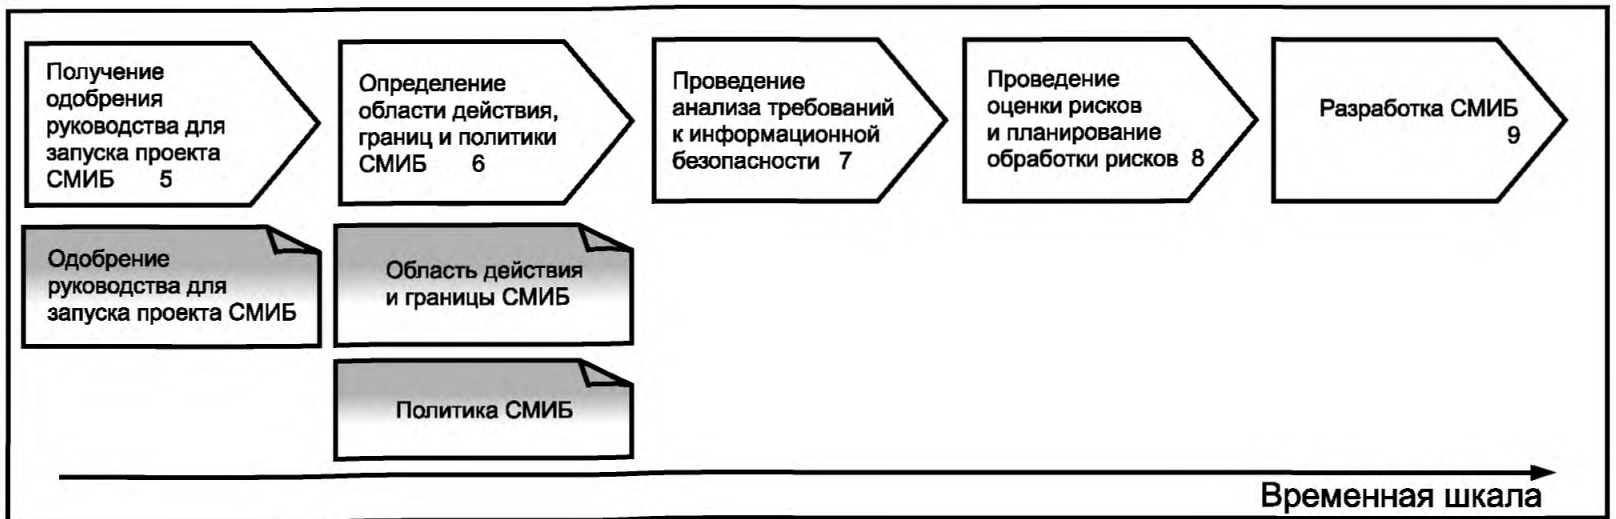 Получение
одобрения
руководства для
запуска проекта
СМИБ 5
Определение
области действия,
границ и политики
СМИБ 6
Проведение
анализа требований
к информационной
безопасности 7
Проведение
оценки рисков
и планирование
обработки рисков 8
Разработка СМИБ
9
Одобрение
руководства для
запуска проекта СМИБ
Область действия
и границы СМИБ
Политика СМИБ
Временная шкала